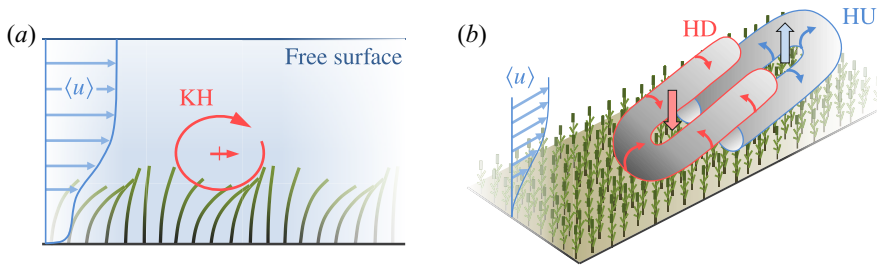 (a)
Free surface
⟨u⟩
KH
(b)
HD
HU
⟨u⟩